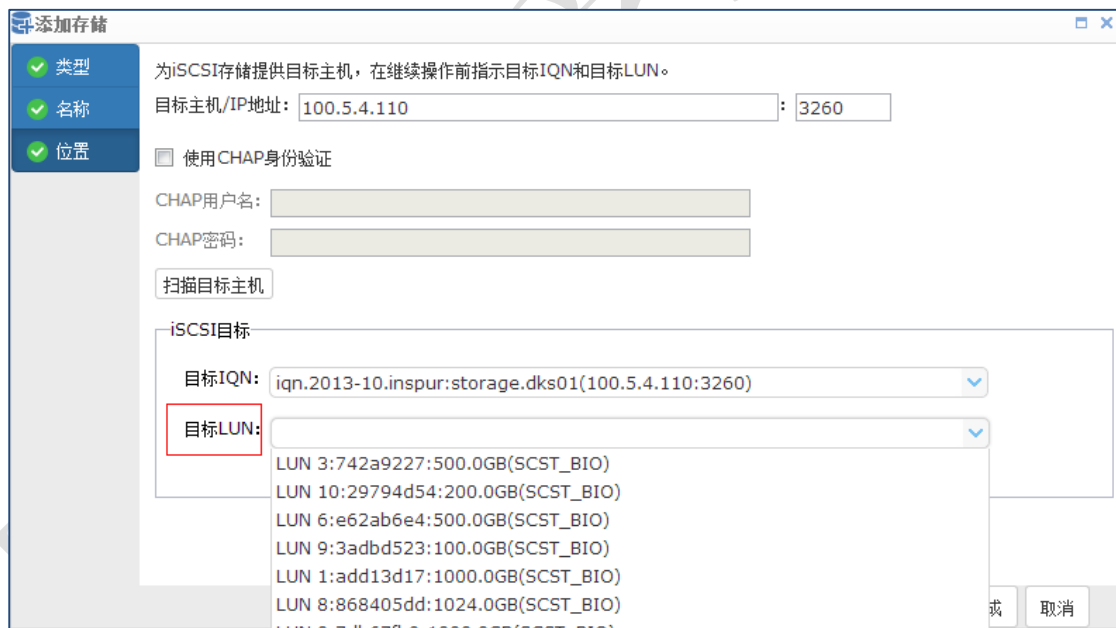 添加存储
类型
名称
位置
为iSCSI存储提供目标主机，在继续操作前指示目标IQN和目标LUN。
目标主机/IP地址： 100.5.4.110 : 3260
使用CHAP身份验证
CHAP用户名：
CHAP密码：
扫描目标主机
iSCSI目标
目标IQN： iqn.2013-10.inspur:storage.dks01(100.5.4.110:3260)
目标LUN：
LUN 3:742a9227:500.0GB(SCST_BIO)
LUN 10:29794d54:200.0GB(SCST_BIO)
LUN 6:e62ab6e4:500.0GB(SCST_BIO)
LUN 9:3adbd523:100.0GB(SCST_BIO)
LUN 1:add13d17:1000.0GB(SCST_BIO)
LUN 8:868405dd:1024.0GB(SCST_BIO)
成 取消